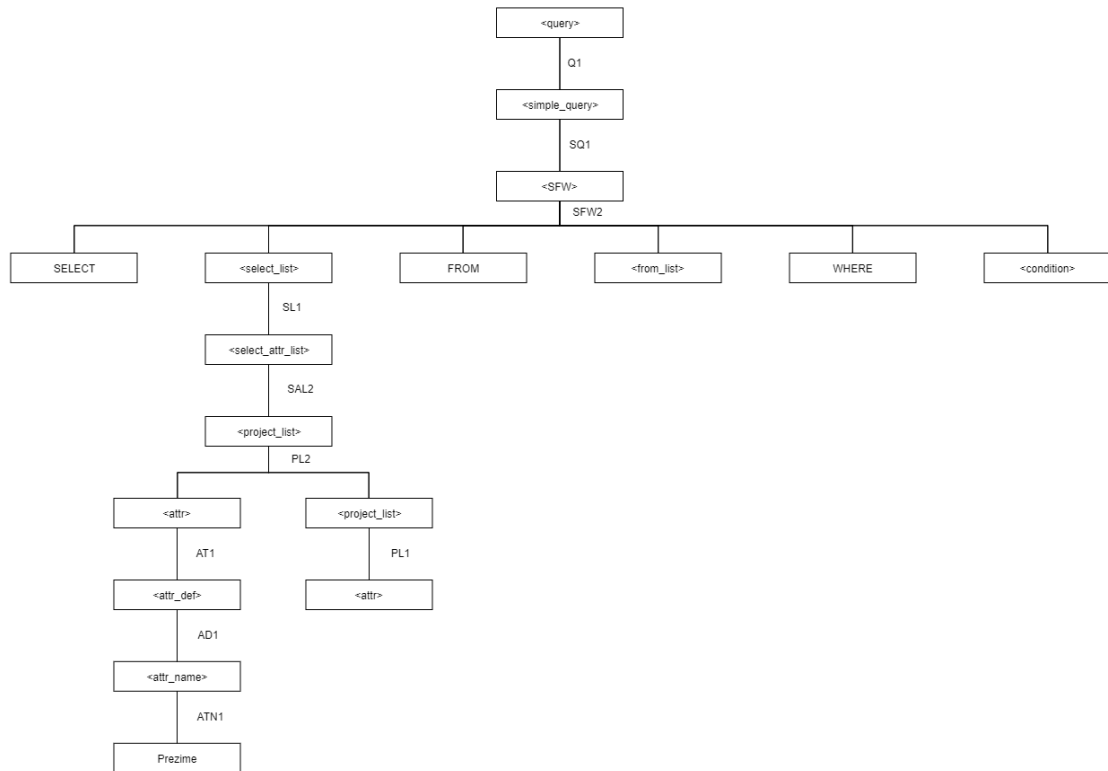 <query>
Q1
<simple_query>
SQ1
<SFW>
SFW2
SELECT
<select_list>
FROM
<from_list>
WHERE
<condition>
SL1
<select_attr_list>
SAL2
<project_list>
PL2
<attr>
<project_list>
AT1
PL1
<attr_def>
<attr>
AD1
<attr_name>
ATN1
Prezime